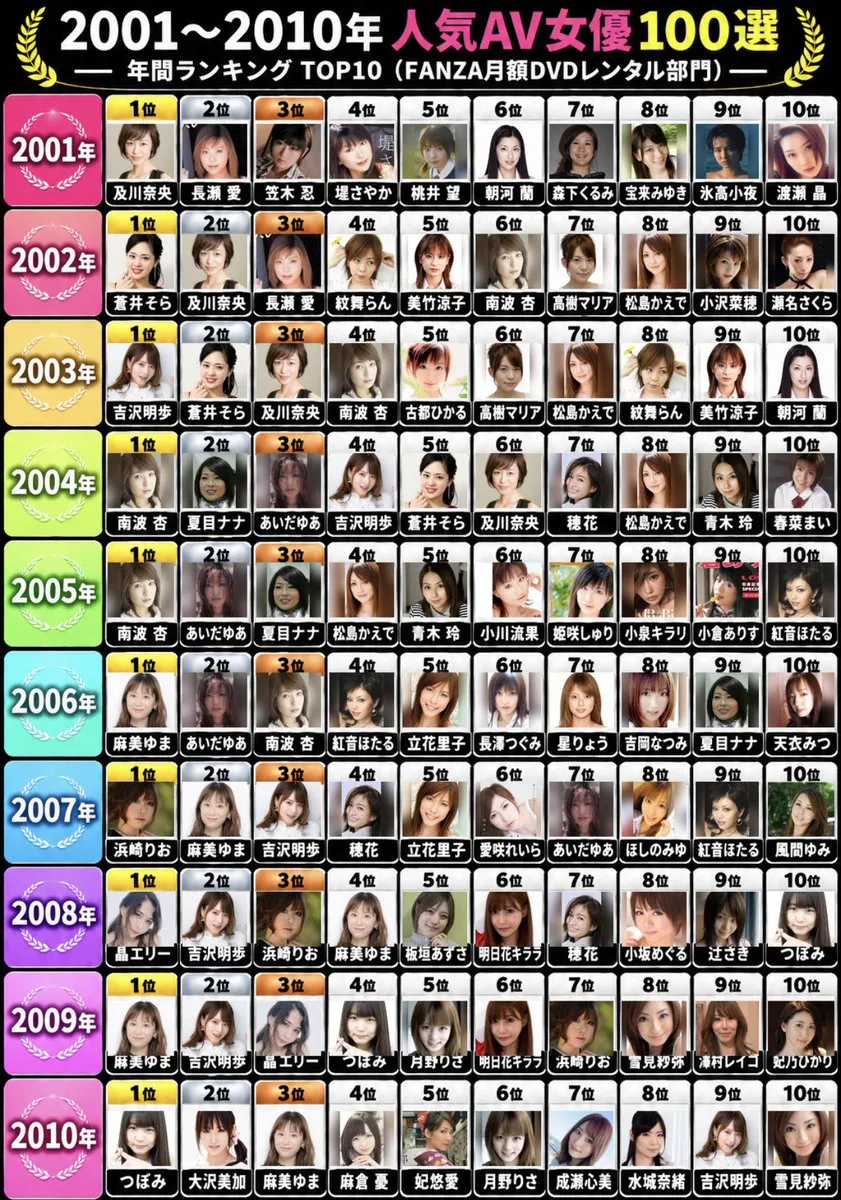 2001～2010年 人気AV女優100選
年間ランキング TOP10（FANZA月額DVDレンタル部門）
2001年
1位 2位 3位 4位 5位 6位 7位 8位 9位 10位
堤さ
及川奈央 長瀬 愛 笠木 忍 堤さやか 桃井 望 朝河 蘭 森下くるみ 宝来みゆき 氷高小夜 渡瀬 晶
2002年
1位 2位 3位 4位 5位 6位 7位 8位 9位 10位
蒼井そら 及川奈央 長瀬 愛 紋舞らん 美竹涼子 南波 杏 高樹マリア 松島かえで 小沢菜穂 瀬名さくら
2003年
1位 2位 3位 4位 5位 6位 7位 8位 9位 10位
吉沢明歩 蒼井そら 及川奈央 南波 杏 古都ひかる 高樹マリア 松島かえで 紋舞らん 美竹涼子 朝河 蘭
2004年
1位 2位 3位 4位 5位 6位 7位 8位 9位 10位
南波 杏 夏目ナナ あいだゆあ 吉沢明歩 蒼井そら 及川奈央 穂花 松島かえで 青木 玲 春菜まい
2005年
1位 2位 3位 4位 5位 6位 7位 8位 9位 10位
南波 杏 あいだゆあ 夏目ナナ 松島かえで 青木 玲 小川流果 姫咲しゅり 小泉キラリ 小倉ありす 紅音ほたる
2006年
1位 2位 3位 4位 5位 6位 7位 8位 9位 10位
麻美ゆま あいだゆあ 南波 杏 紅音ほたる 立花里子 長澤つぐみ 星りょう 吉岡なつみ 夏目ナナ 天衣みつ
2007年
1位 2位 3位 4位 5位 6位 7位 8位 9位 10位
浜崎りお 麻美ゆま 吉沢明歩 穂花 立花里子 愛咲れいら あいだゆあ ほしのみゆ 紅音ほたる 風間ゆみ
2008年
1位 2位 3位 4位 5位 6位 7位 8位 9位 10位
晶エリー 吉沢明歩 浜崎りお 麻美ゆま 板垣あずさ 明日花キララ 穂花 小坂めぐる 辻さき つぼみ
2009年
1位 2位 3位 4位 5位 6位 7位 8位 9位 10位
麻美ゆま 吉沢明歩 晶エリー つぼみ 月野りさ 明日花キララ 浜崎りお 雪見紗弥 澤村レイコ 妃乃ひかり
2010年
1位 2位 3位 4位 5位 6位 7位 8位 9位 10位
つぼみ 大沢美加 麻美ゆま 麻倉 憂 妃悠愛 月野りさ 成瀬心美 水城奈緒 吉沢明歩 雪見紗弥